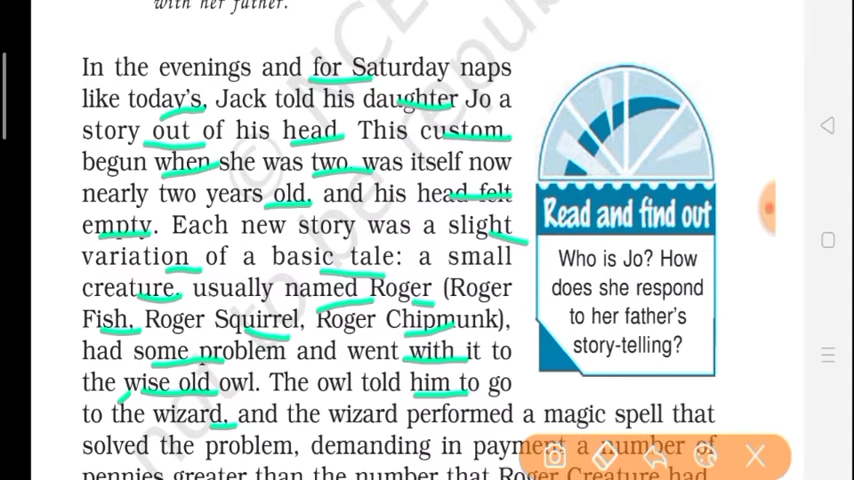 with her father.
In the evenings and for Saturday naps
like today's, Jack told his daughter Jo a
story out of his head. This custom,
begun when she was two, was itself now
nearly two years old, and his head felt
empty. Each new story was a slight
variation of a basic tale: a small
creature, usually named Roger (Roger
Fish, Roger Squirrel, Roger Chipmunk),
had some problem and went with it to
the wise old owl. The owl told him to go
to the wizard, and the wizard performed a magic spell that
solved the problem, demanding in payment a number of
pennies greater than the number that Roger Creature had,
Read and find out
Who is Jo? How
does she respond
to her father's
story-telling?
© NCE
not to be republ